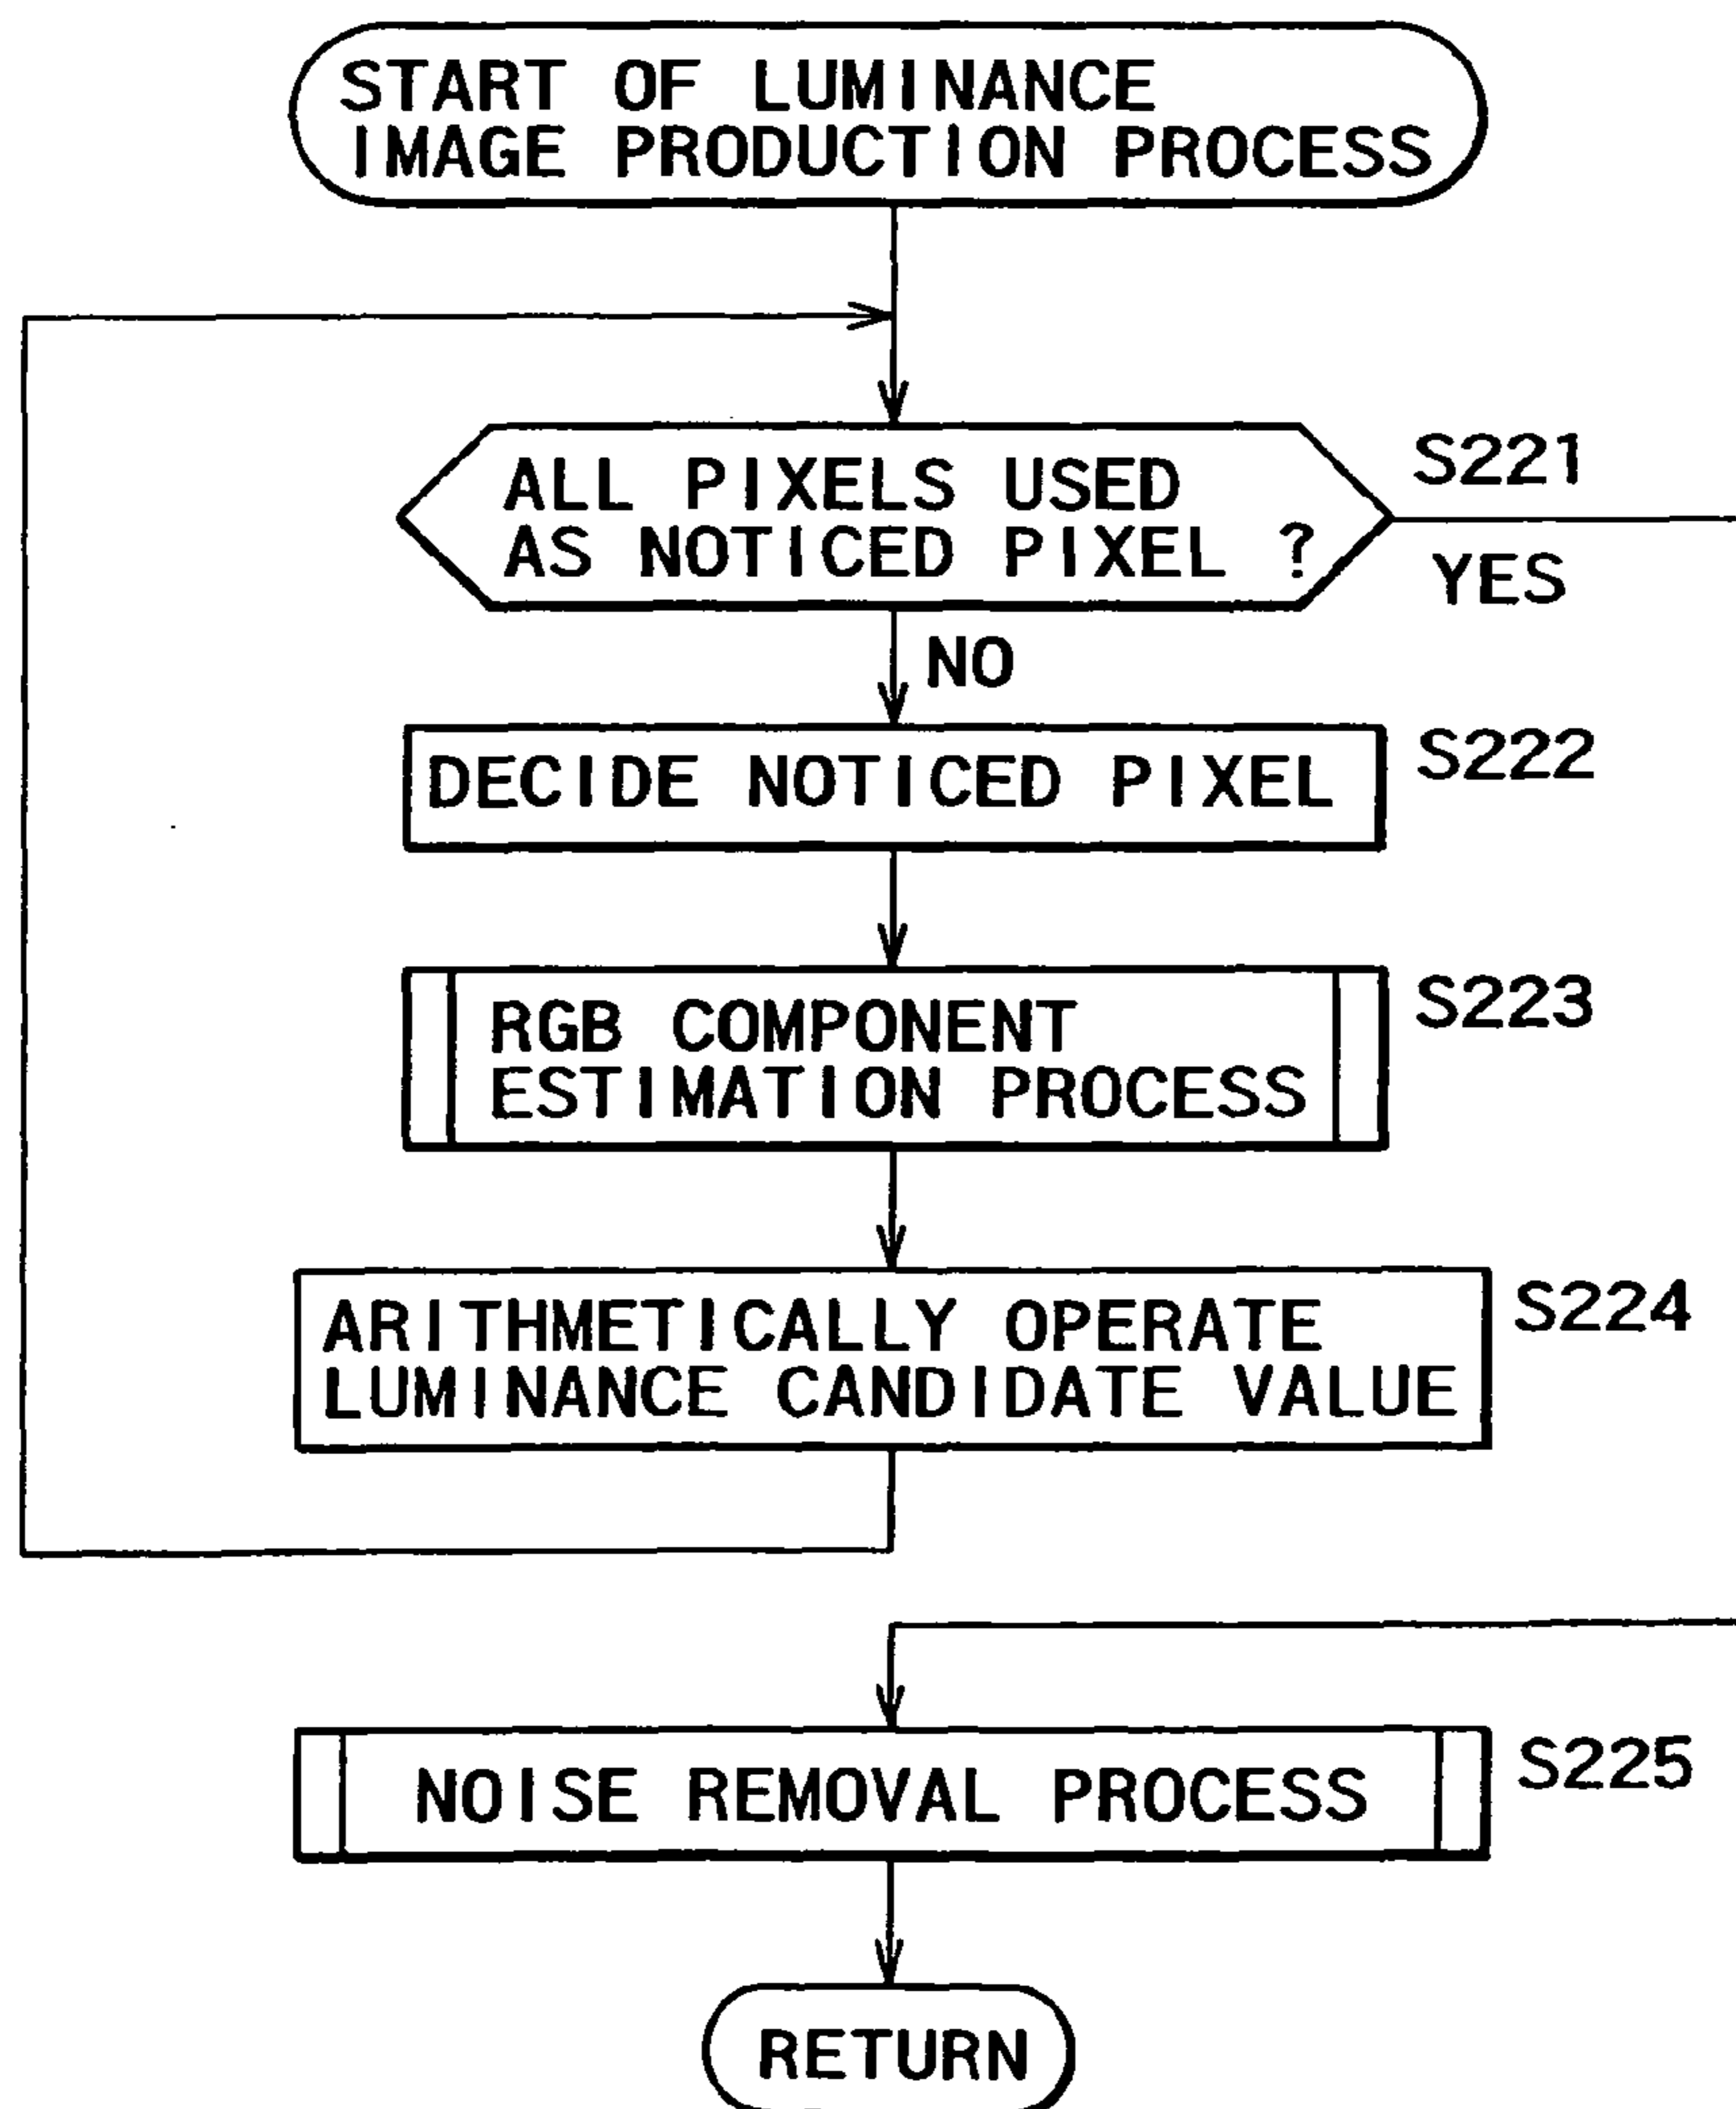 START OF LUMINANCE
IMAGE PRODUCTION PROCESS
ALL PIXELS USED
AS NOTICED PIXEL ?
S221
YES
NO
DECIDE NOTICED PIXEL
S222
RGB COMPONENT
ESTIMATION PROCESS
S223
ARITHMETICALLY OPERATE
LUMINANCE CANDIDATE VALUE
S224
NOISE REMOVAL PROCESS
S225
RETURN